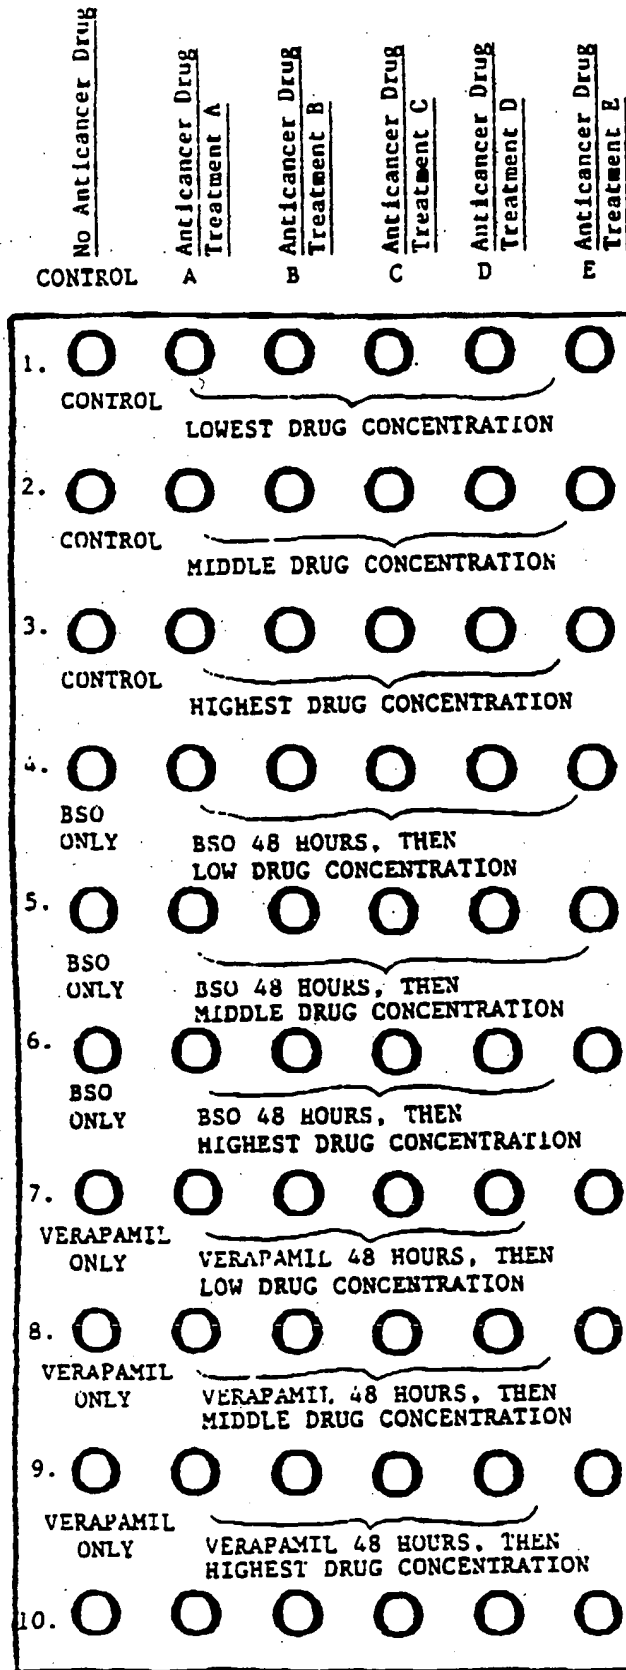 No Anticancer Drug
Anticancer Drug
Treatment A
Anticancer Drug
Treatment B
Anticancer Drug
Treatment C
Anticancer Drug
Treatment D
Anticancer Drug
Treatment E
CONTROL A B C D E
1.
CONTROL
LOWEST DRUG CONCENTRATION
2.
CONTROL
MIDDLE DRUG CONCENTRATION
3.
CONTROL
HIGHEST DRUG CONCENTRATION
4.
BSO
ONLY
BSO 48 HOURS, THEN
LOW DRUG CONCENTRATION
5.
BSO
ONLY
BSO 48 HOURS, THEN
MIDDLE DRUG CONCENTRATION
6.
BSO
ONLY
BSO 48 HOURS, THEN
HIGHEST DRUG CONCENTRATION
7.
VERAPAMIL
ONLY
VERAPAMIL 48 HOURS, THEN
LOW DRUG CONCENTRATION
8.
VERAPAMIL
ONLY
VERAPAMIL 48 HOURS, THEN
MIDDLE DRUG CONCENTRATION
9.
VERAPAMIL
ONLY
VERAPAMIL 48 HOURS, THEN
HIGHEST DRUG CONCENTRATION
10.